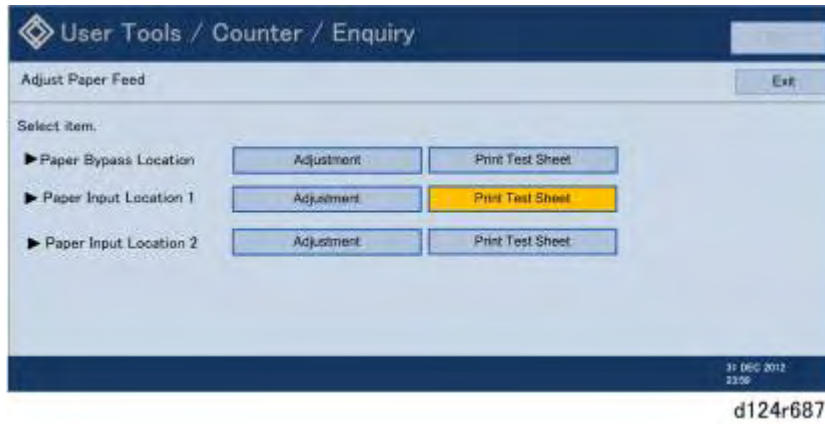 User Tools / Counter / Enquiry
Adjust Paper Feed
Exit
Select item.
▶Paper Bypass Location Adjustment Print Test Sheet
▶ Paper Input Location 1 Adjustment Print Test Sheet
▶ Paper Input Location 2 Adjustment Print Test Sheet
31 DEC 2012
23:59
d124r687